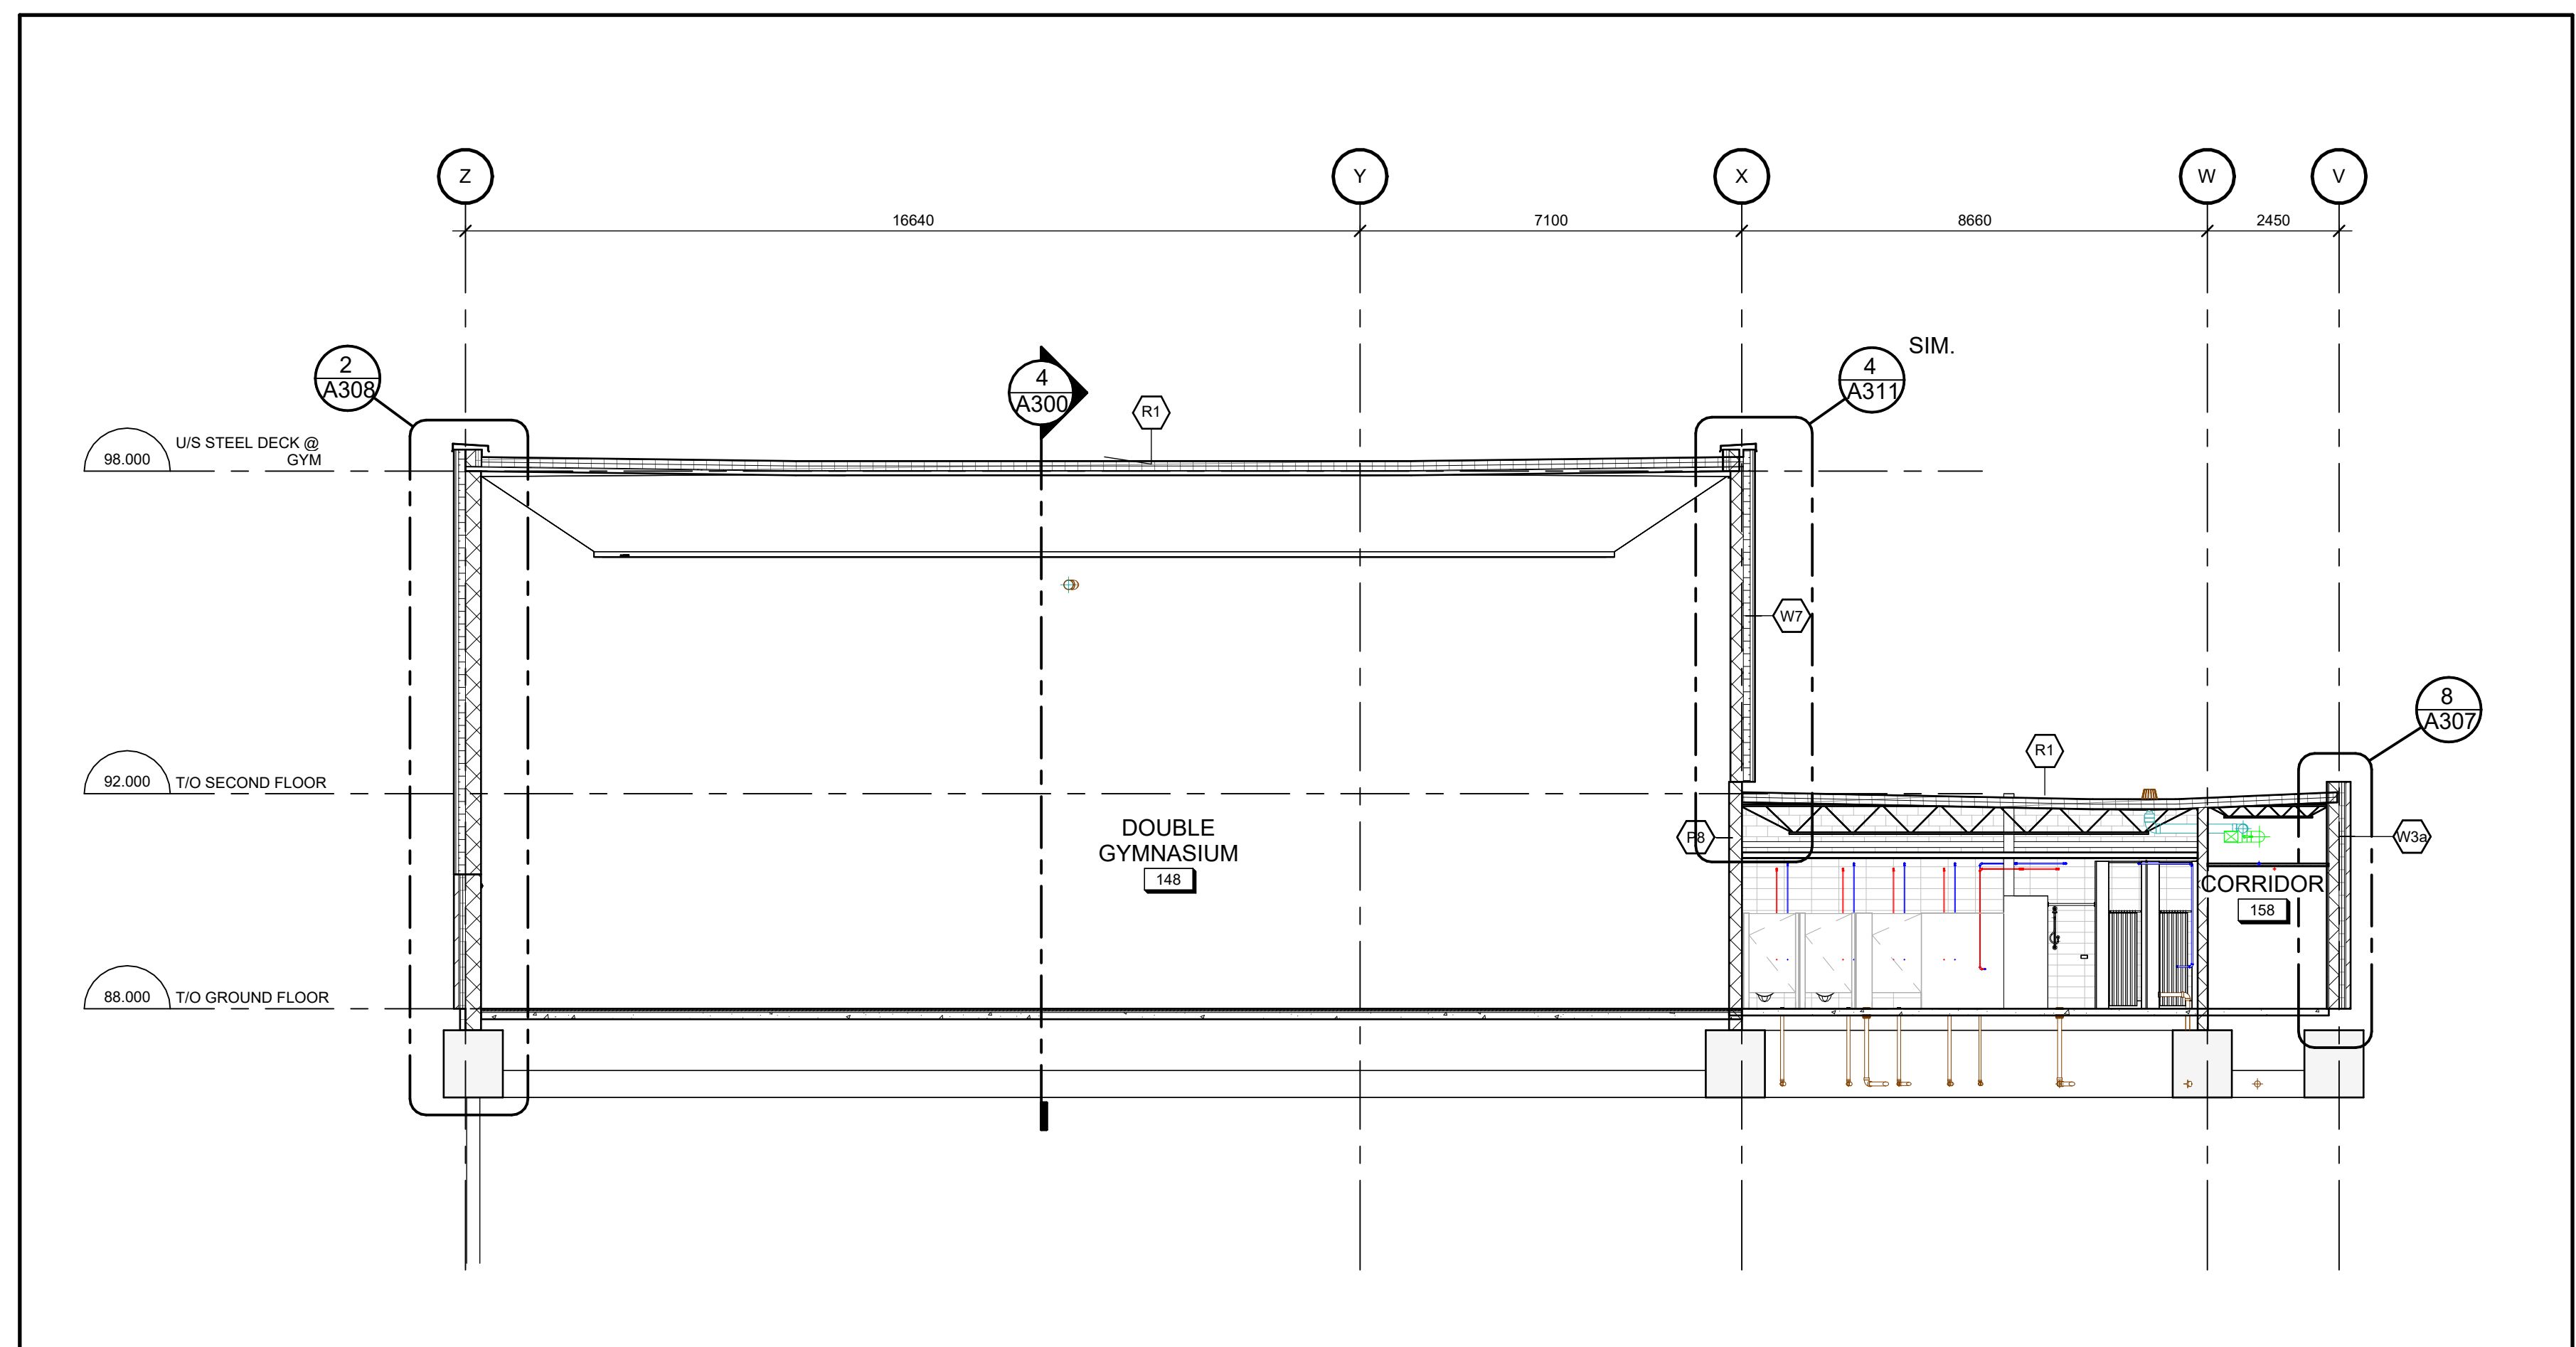 Z
Y
X
W
V
16640
7100
8660
2450
SIM.
2
A308
4
A300
4
A311
R1
U/S STEEL DECK @
GYM
98.000
W7
8
A307
R1
92.000
T/O SECOND FLOOR
DOUBLE
GYMNASIUM
148
P8
W3a
CORRIDOR
158
88.000
T/O GROUND FLOOR